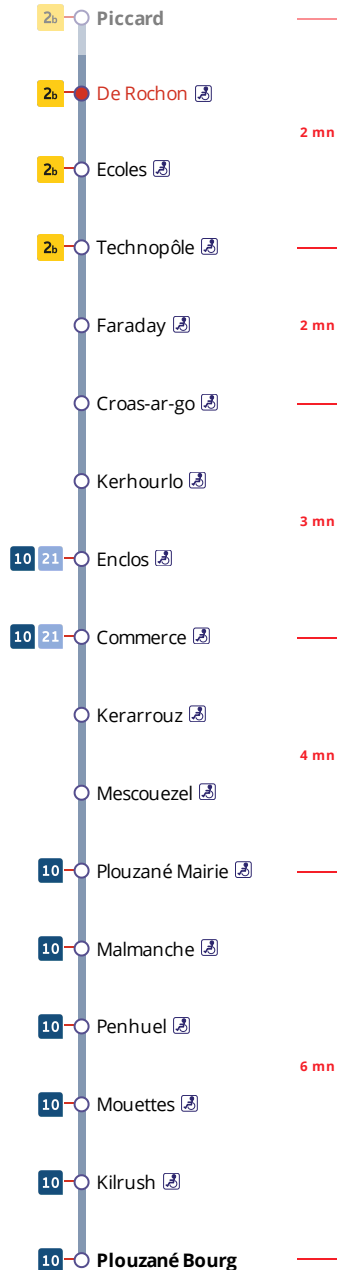 2b Piccard
2b De Rochon
2 mn
2b Ecoles
2b Technopôle
Faraday 2 mn
Croas-ar-go
Kerhourlo
3 mn
10 21 Enclos
10 21 Commerce
Kerarrouz
4 mn
Mescouezel
10 Plouzané Mairie
10 Malmanche
10 Penhuel
6 mn
10 Mouettes
10 Kilrush
10 Plouzané Bourg